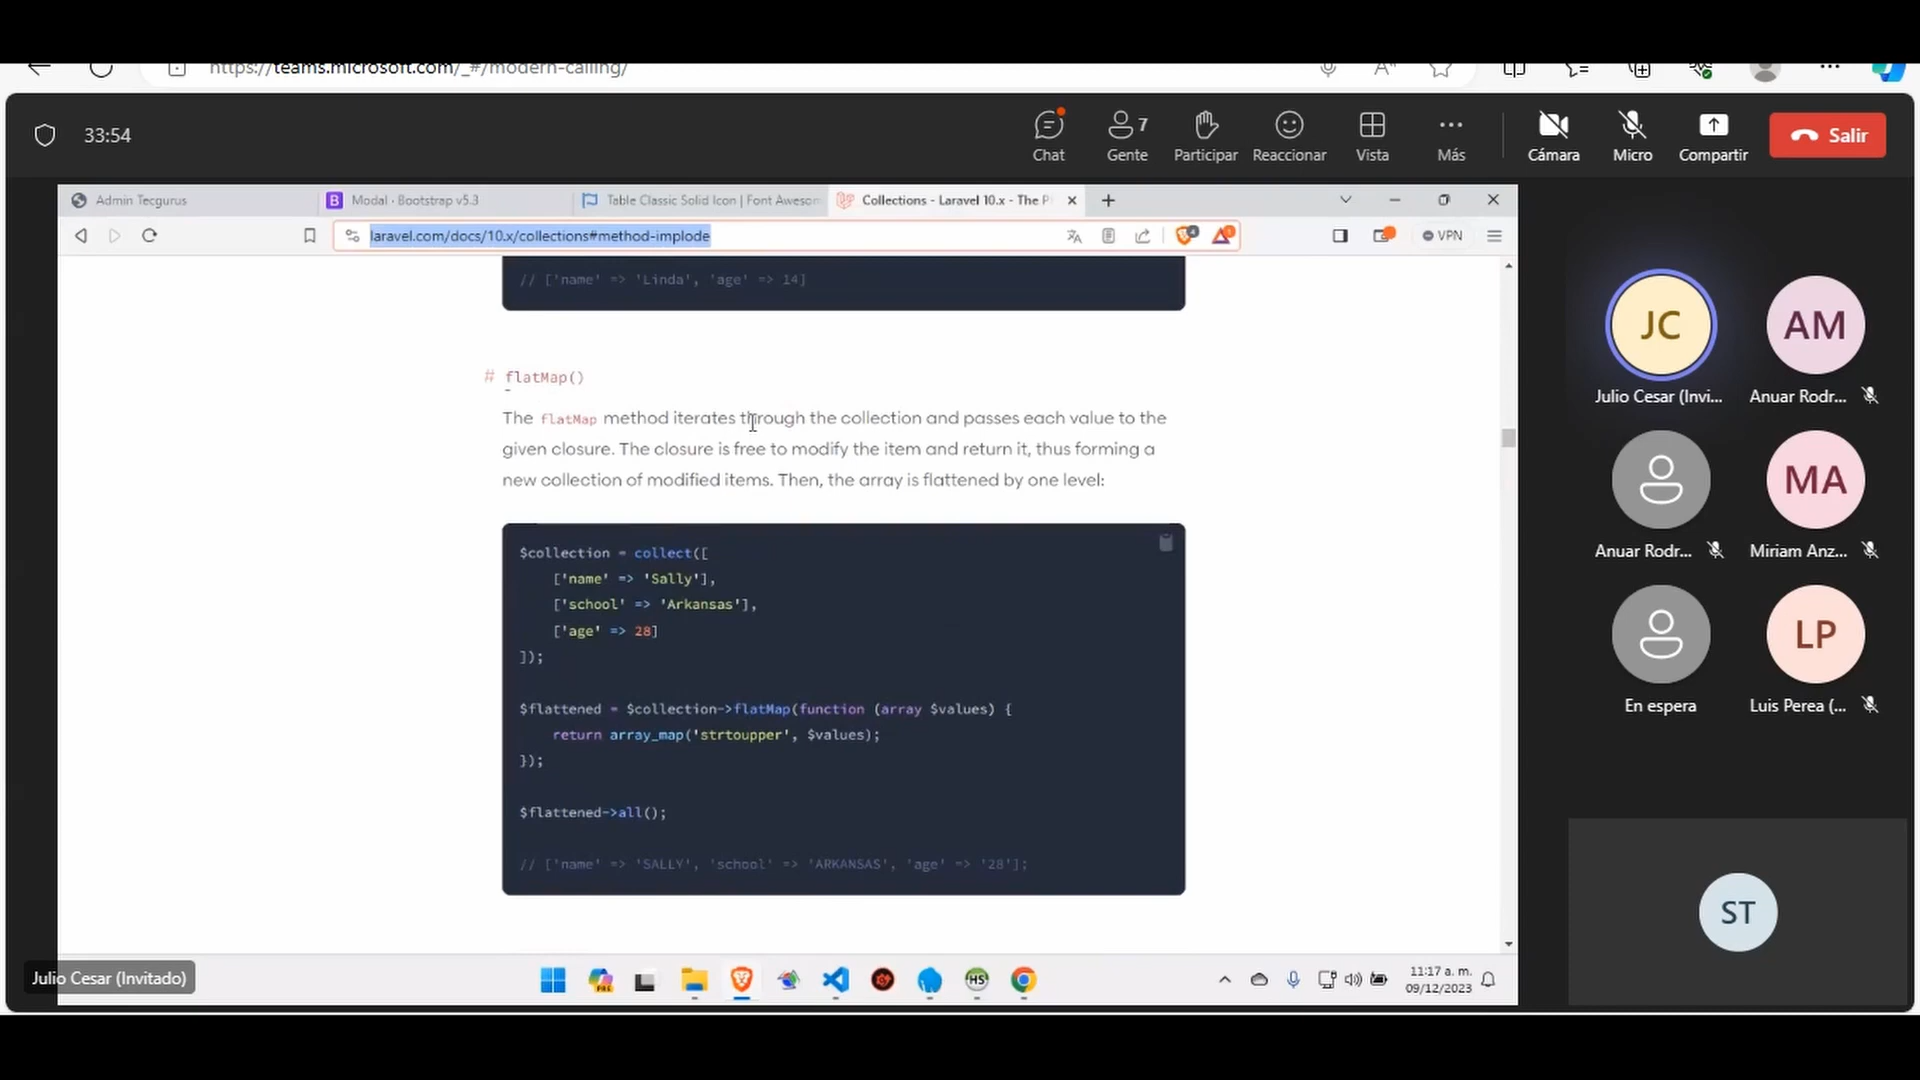 https://teams.microsoft.com/_#/modern-calling/
33:54
Chat
7
Gente
Participar
Reaccionar
Vista
Más
Cámara
Micro
Compartir
Salir
Admin Tecgurus
B
Modal · Bootstrap v5.3
Table Classic Solid Icon | Font Awesom
Collections - Laravel 10.x - The P
laravel.com/docs/10.x/collections#method-implode
VPN
// ['name' => 'Linda', 'age' => 14]
# flatMap()
The flatMap method iterates through the collection and passes each value to the
given closure. The closure is free to modify the item and return it, thus forming a
new collection of modified items. Then, the array is flattened by one level:
$collection = collect([
['name' => 'Sally'],
['school' => 'Arkansas'],
['age' => 28]
]);
$flattened = $collection->flatMap(function (array $values) {
return array_map('strtoupper', $values);
});
$flattened->all();
// ['name' => 'SALLY', 'school' => 'ARKANSAS', 'age' => '28'];
JC
Julio Cesar (Invi...
AM
Anuar Rodr...
Anuar Rodr...
MA
Miriam Anz...
En espera
LP
Luis Perea (...
ST
Julio Cesar (Invitado)
PRE
HS
11:17 a. m.
09/12/2023